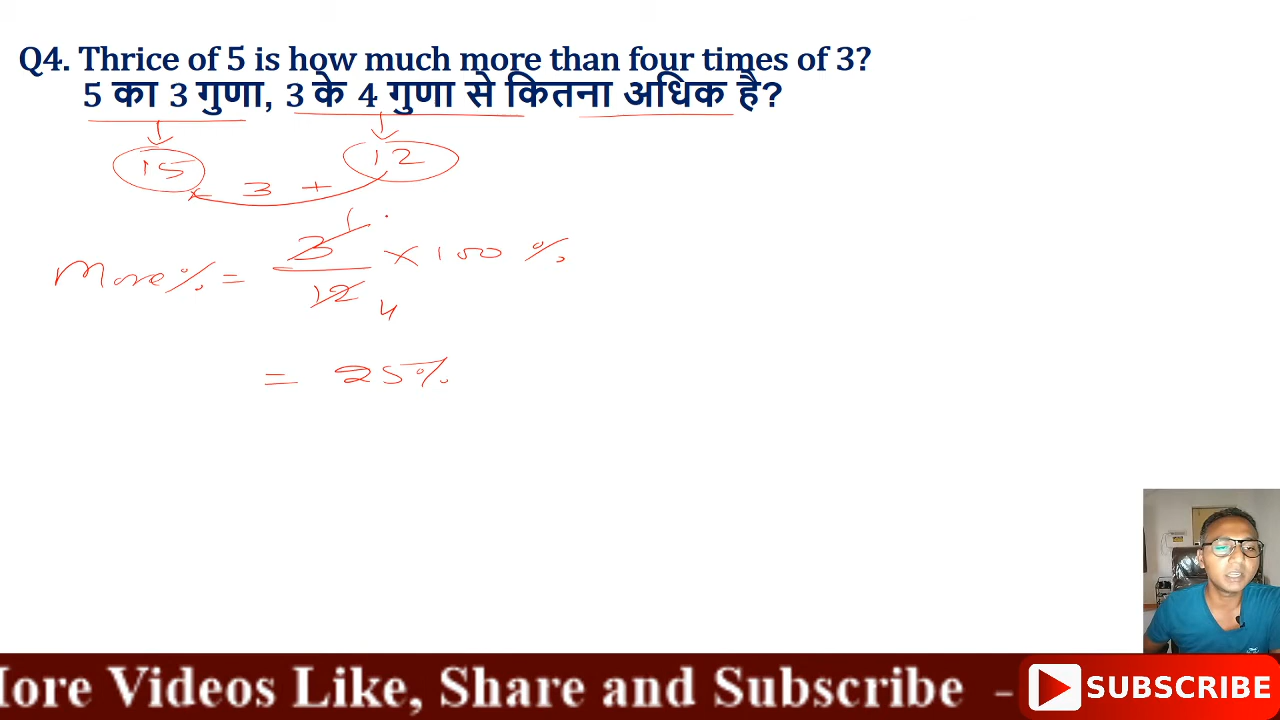 Q4. Thrice of 5 is how much more than four times of 3?
5 का 3 गुणा, 3 के 4 गुणा से कितना अधिक है?
15 12
3 +
1
More % = 3/12 × 100 %
4
= 25%
More Videos Like, Share and Subscribe - SUBSCRIBE